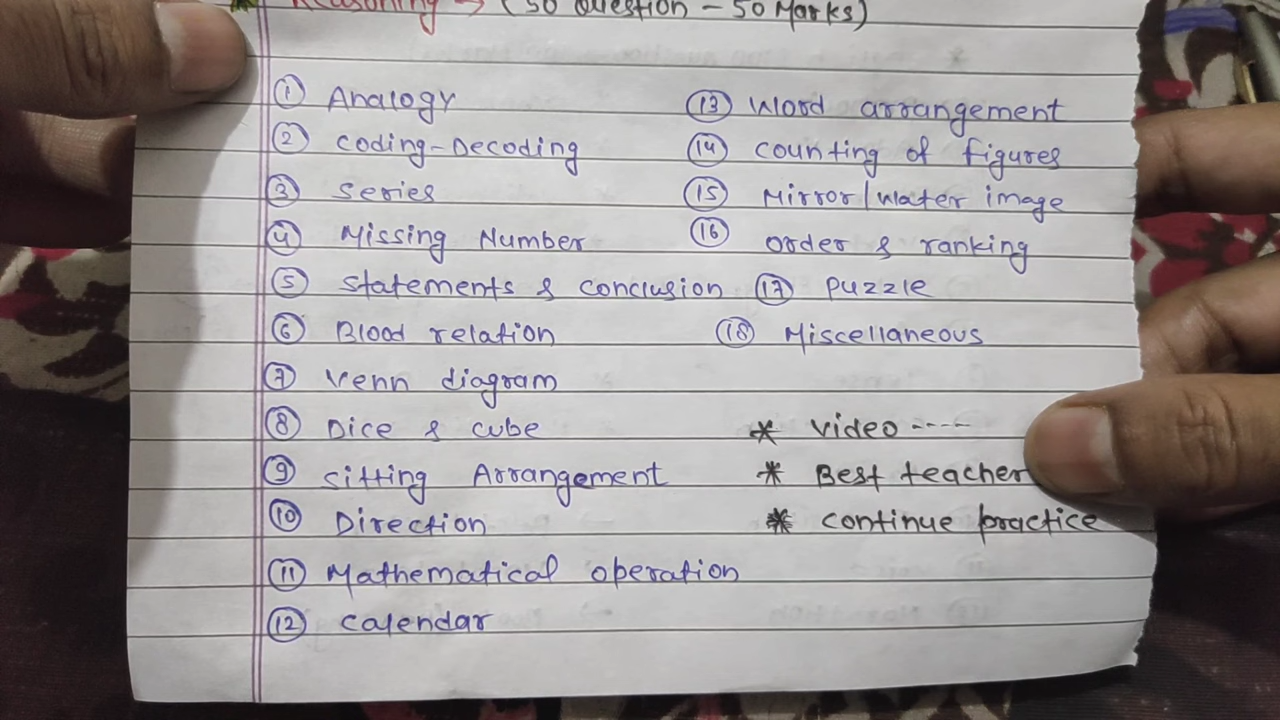 Reasoning → (50 Question - 50 Marks)
① Analogy
② Coding-Decoding
③ Series
④ Missing Number
⑤ Statements & Conclusion
⑥ Blood relation
⑦ Venn diagram
⑧ Dice & cube
⑨ Sitting Arrangement
⑩ Direction
⑪ Mathematical operation
⑫ Calendar
⑬ Word arrangement
⑭ Counting of figures
⑮ Mirror/Water image
⑯ Order & ranking
⑰ Puzzle
⑱ Miscellaneous
* Video ----
* Best teacher
* Continue practice